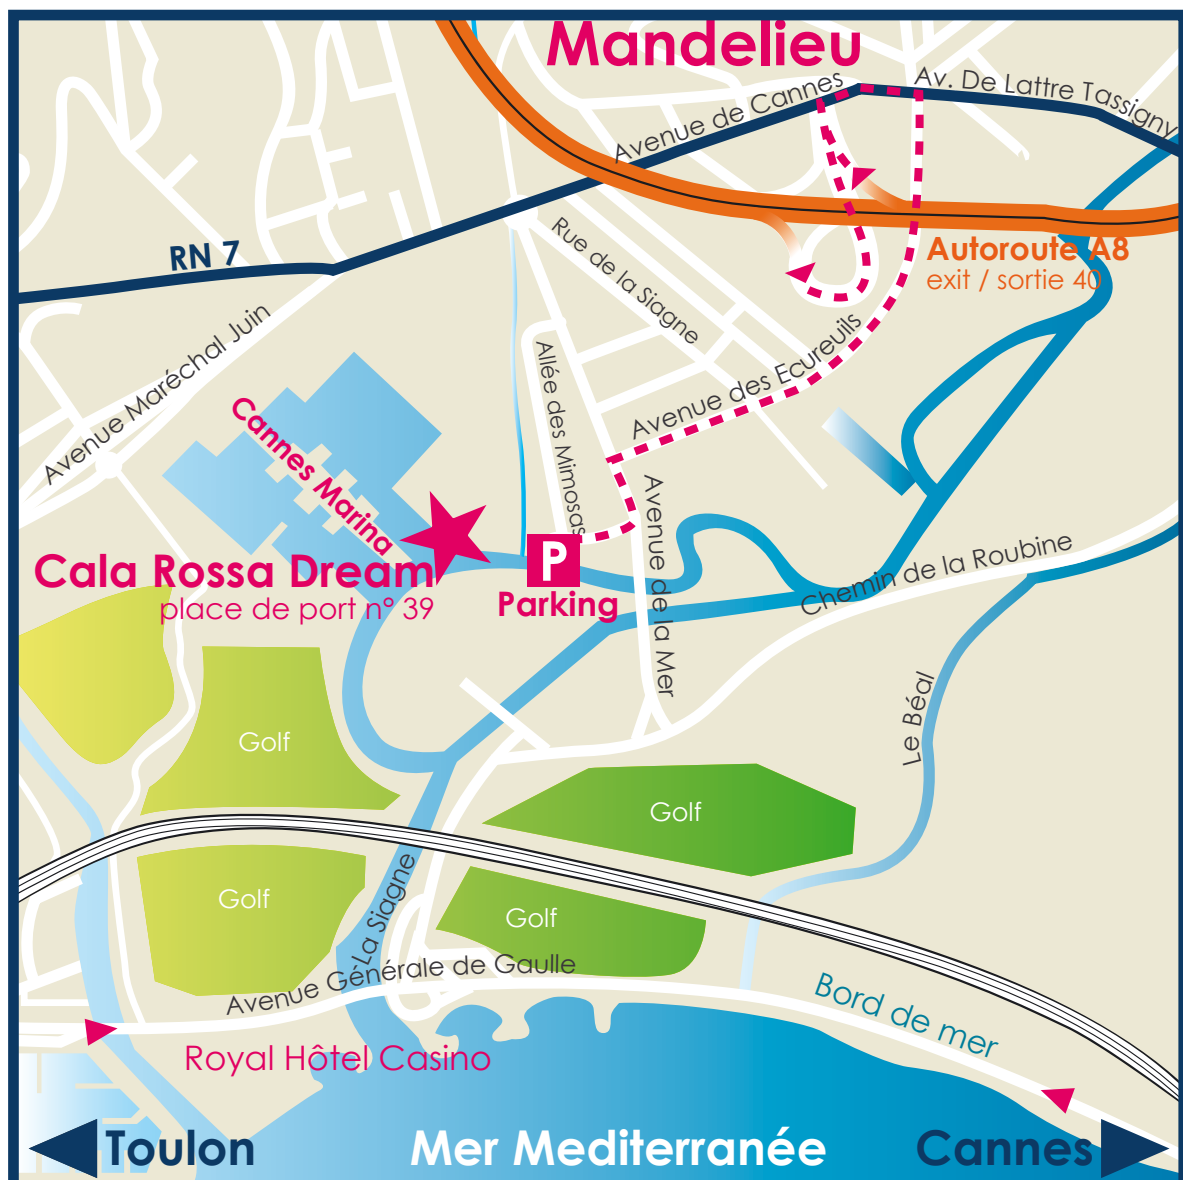 Mandelieu
Avenue de Cannes
Av. De Lattre Tassigny
RN 7
Rue de la Siagne
Autoroute A8
exit / sortie 40
Avenue Maréchal Juin
Allée des Mimosas
Avenue des Ecureuils
Cannes Marina
Avenue de la Mer
Cala Rossa Dream
place de port n° 39
P
Parking
Chemin de la Roubine
Le Béal
Golf
Golf
Golf
Golf
La Siagne
Avenue Générale de Gaulle
Bord de mer
Royal Hôtel Casino
Toulon
Mer Mediterranée
Cannes